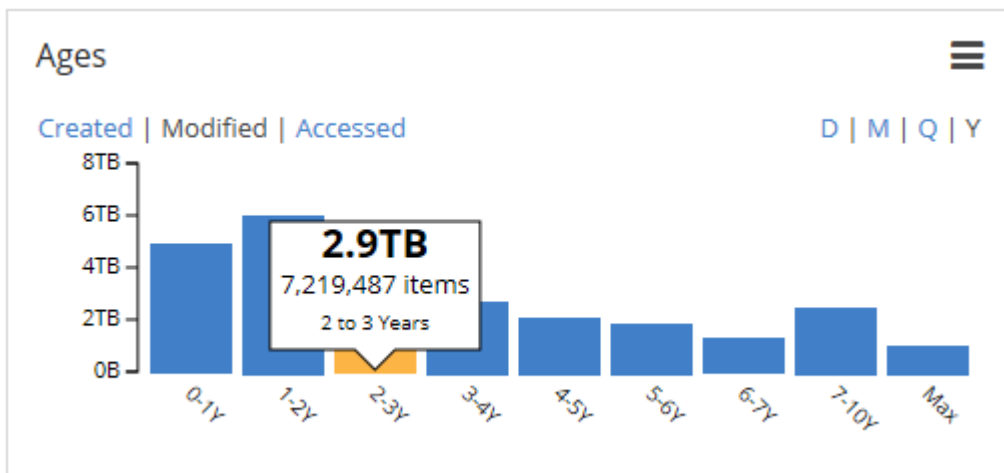 Ages
Created | Modified | Accessed
D | M | Q | Y
8TB
6TB
4TB
2TB
0B
2.9TB
7,219,487 items
2 to 3 Years
0-1Y
1-2Y
2-3Y
3-4Y
4-5Y
5-6Y
6-7Y
7-10Y
Max